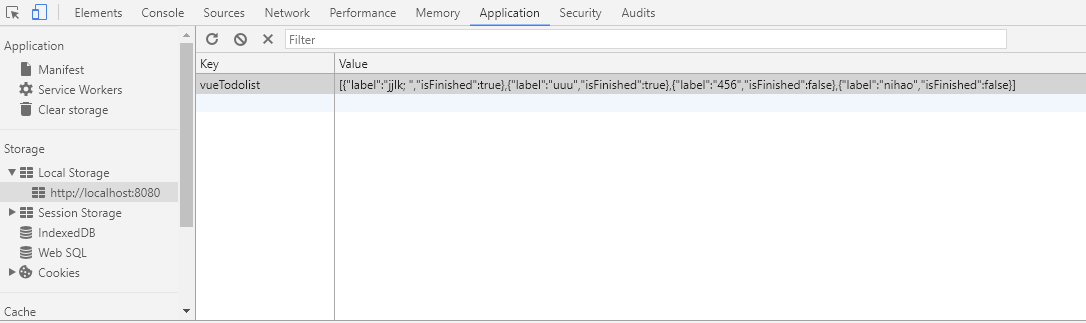 Elements Console Sources Network Performance Memory Application Security Audits
Application
Manifest
Service Workers
Clear storage
Storage
Local Storage
http://localhost:8080
Session Storage
IndexedDB
Web SQL
Cookies
Cache
Filter
Key Value
vueTodolist [{"label":"jjlk; ","isFinished":true},{"label":"uuu","isFinished":true},{"label":"456","isFinished":false},{"label":"nihao","isFinished":false}]